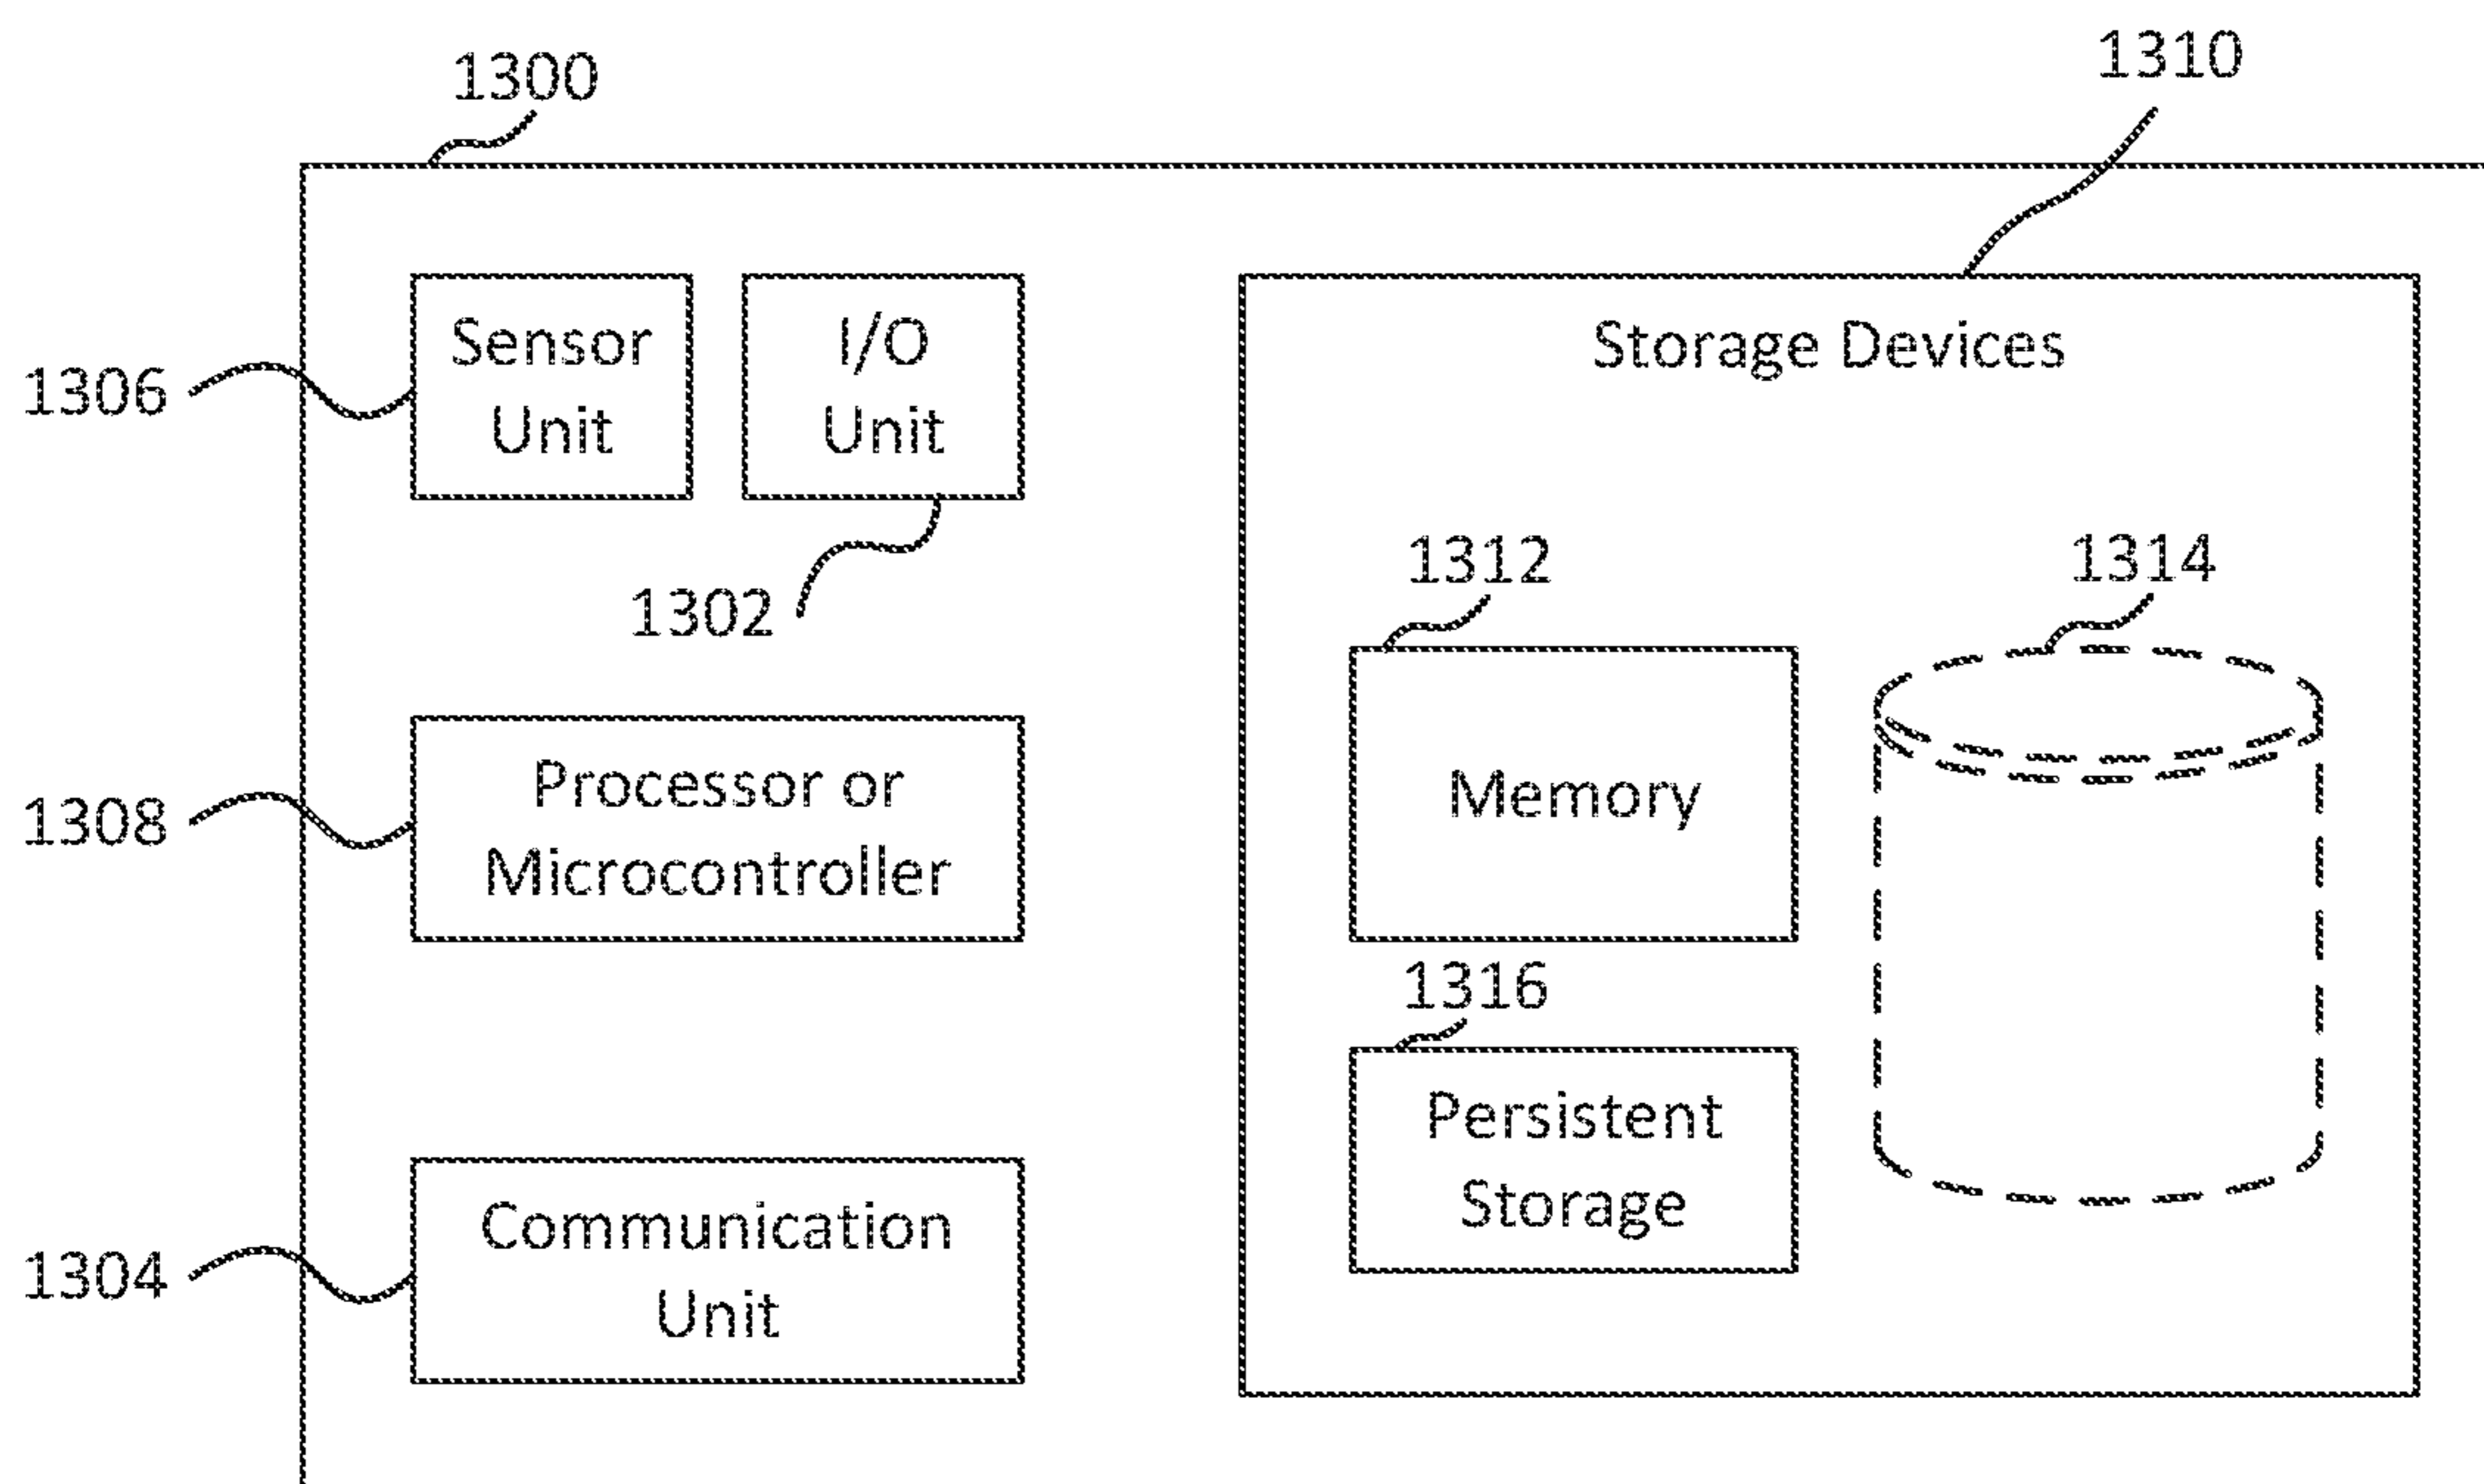 1300
1310
1306
Sensor
Unit
I/O
Unit
1302
Storage Devices
1312
1314
1308
Processor or
Microcontroller
Memory
1316
Persistent
Storage
1304
Communication
Unit